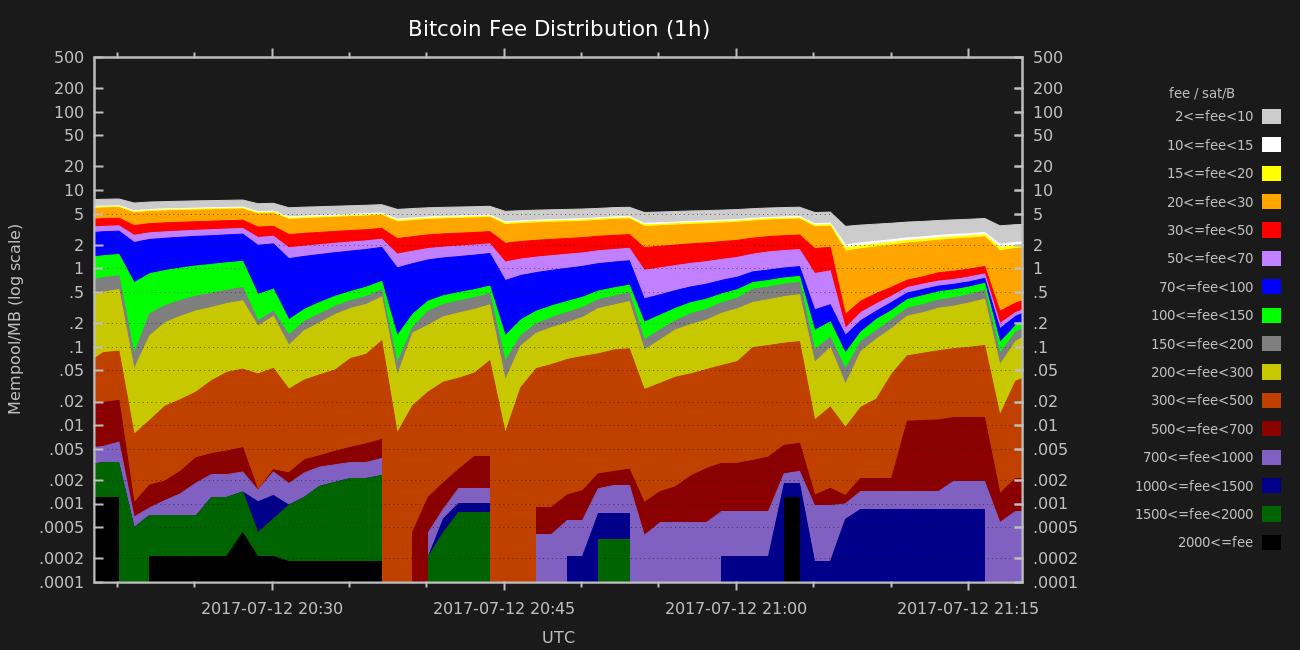 Bitcoin Fee Distribution (1h)
500 500
200 200
100 100
50 50
20 20
10 10
5 5
2 2
1 1
.5 .5
.2 .2
.1 .1
.05 .05
.02 .02
.01 .01
.005 .005
.002 .002
.001 .001
.0005 .0005
.0002 .0002
.0001 .0001
Mempool/MB (log scale)
2017-07-12 20:30 2017-07-12 20:45 2017-07-12 21:00 2017-07-12 21:15
UTC
fee / sat/B
2<=fee<10
10<=fee<15
15<=fee<20
20<=fee<30
30<=fee<50
50<=fee<70
70<=fee<100
100<=fee<150
150<=fee<200
200<=fee<300
300<=fee<500
500<=fee<700
700<=fee<1000
1000<=fee<1500
1500<=fee<2000
2000<=fee